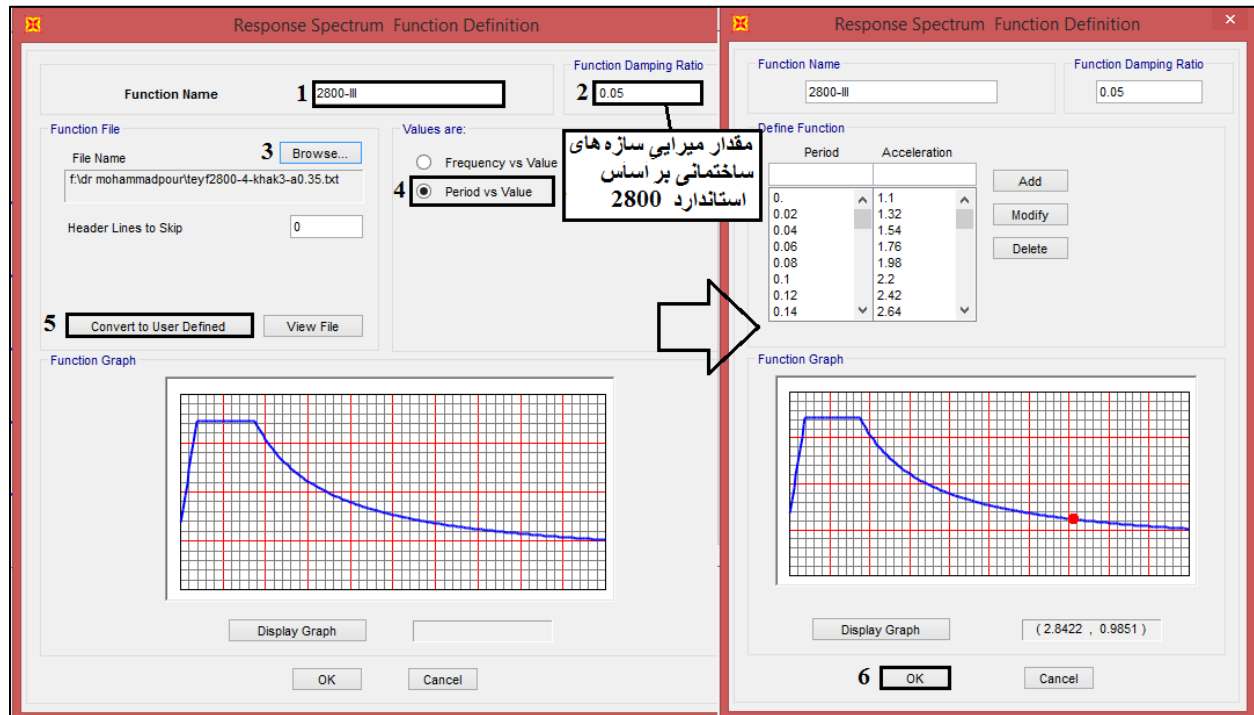 Response Spectrum Function Definition
Function Name
1
2800-III
Function Damping Ratio
2
0.05
مقدار میرایي سازه های
ساختمانی بر اساس
استاندارد 2800
Function File
File Name
3
Browse...
f:\dr mohammadpour\teyf2800-4-khak3-a0.35.txt
Header Lines to Skip
0
5
Convert to User Defined
View File
Values are:
Frequency vs Value
4
Period vs Value
Function Graph
Display Graph
OK
Cancel
Response Spectrum Function Definition
×
Function Name
2800-III
Function Damping Ratio
0.05
Define Function
Period Acceleration
0. 1.1
0.02 1.32
0.04 1.54
0.06 1.76
0.08 1.98
0.1 2.2
0.12 2.42
0.14 2.64
Add
Modify
Delete
Function Graph
Display Graph
( 2.8422 , 0.9851 )
6
OK
Cancel